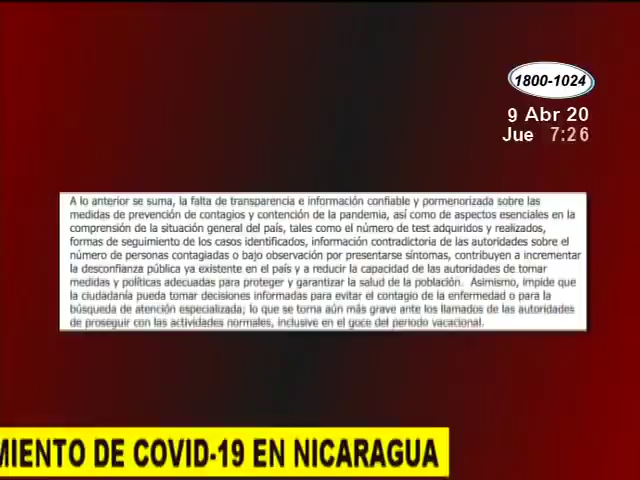 1800-1024
9 Abr 20
Jue 7:26
A lo anterior se suma, la falta de transparencia e información confiable y pormenorizada sobre las
medidas de prevención de contagios y contención de la pandemia, así como de aspectos esenciales en la
comprensión de la situación general del país, tales como el número de test adquiridos y realizados,
formas de seguimiento de los casos identificados, información contradictoria de las autoridades sobre el
número de personas contagiadas o bajo observación por presentarse síntomas, contribuyen a incrementar
la desconfianza pública ya existente en el país y a reducir la capacidad de las autoridades de tomar
medidas y políticas adecuadas para proteger y garantizar la salud de la población. Asimismo, impide que
la ciudadanía pueda tomar decisiones informadas para evitar el contagio de la enfermedad o para la
búsqueda de atención especializada; lo que se torna aún más grave ante los llamados de las autoridades
de proseguir con las actividades normales, inclusive en el goce del periodo vacacional.
MIENTO DE COVID-19 EN NICARAGUA